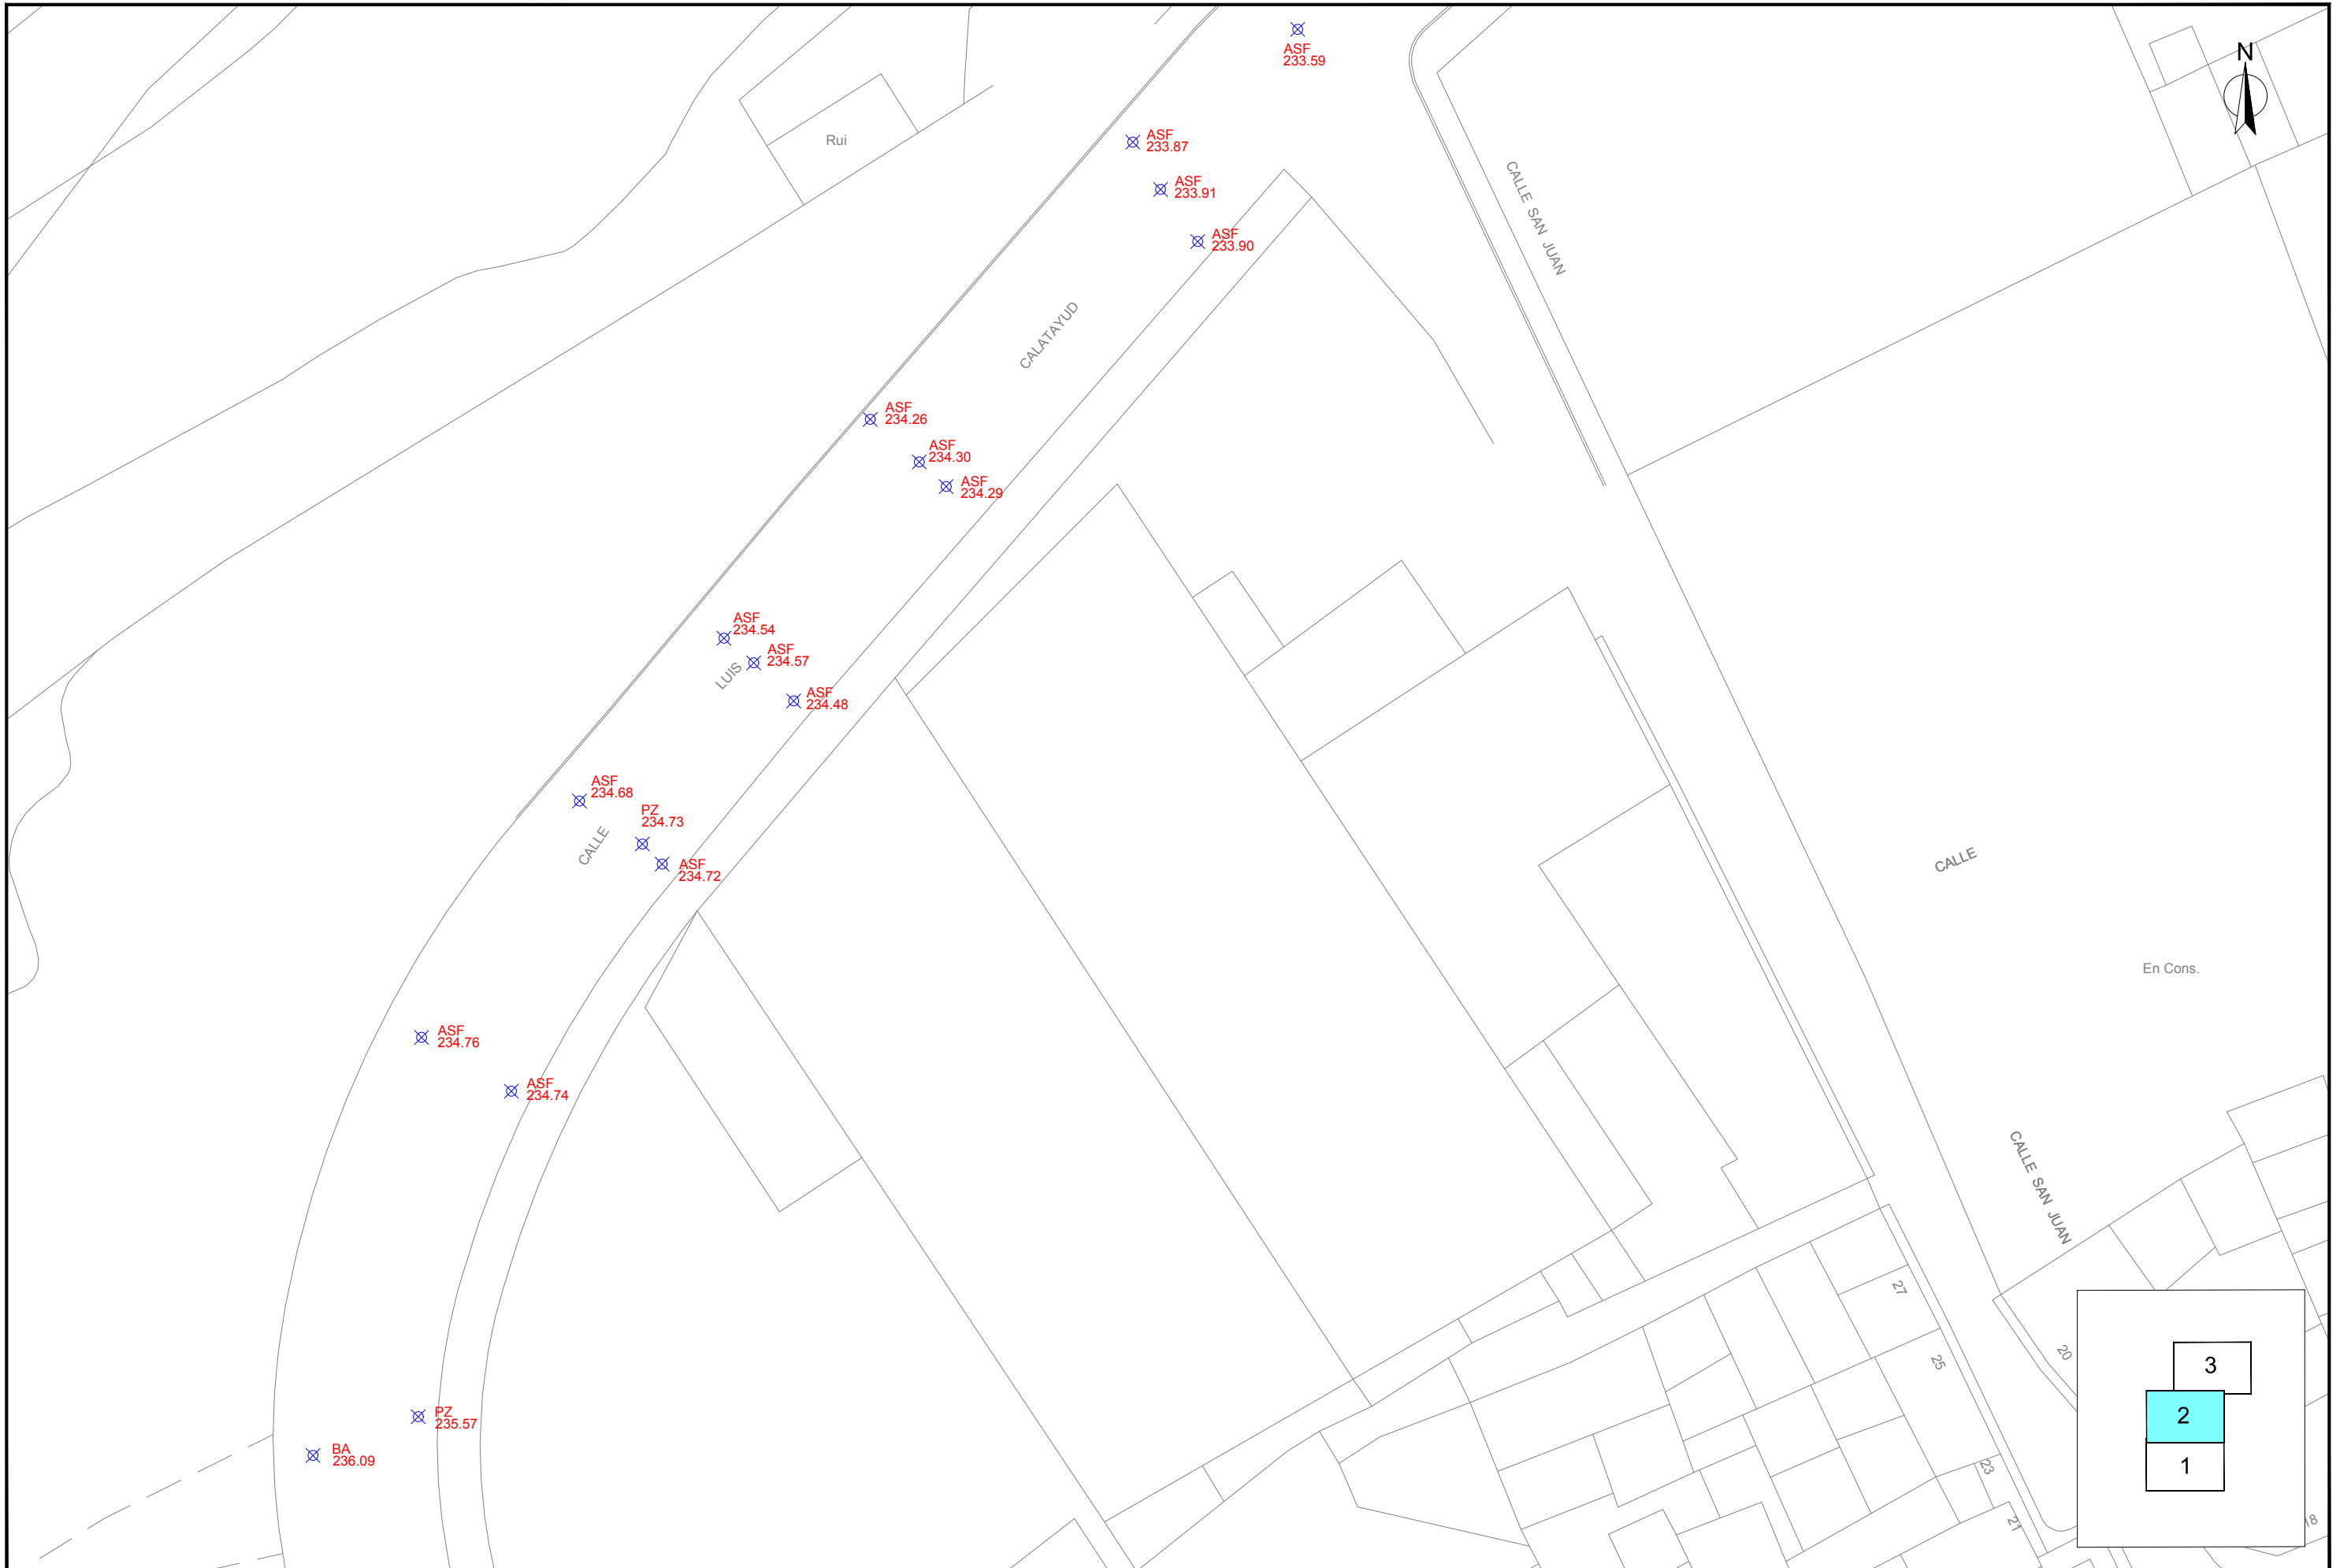 ASF
233.59
N
ASF
233.87
Rui
ASF
233.91
CALLE SAN JUAN
ASF
233.90
CALATAYUD
ASF
234.26
ASF
234.30
ASF
234.29
ASF
234.54
ASF
234.57
LUIS
ASF
234.48
ASF
234.68
PZ
234.73
CALLE
ASF
234.72
CALLE
En Cons.
ASF
234.76
ASF
234.74
CALLE SAN JUAN
27
20
25
3
2
PZ
235.57
BA
236.09
1
23
21
18